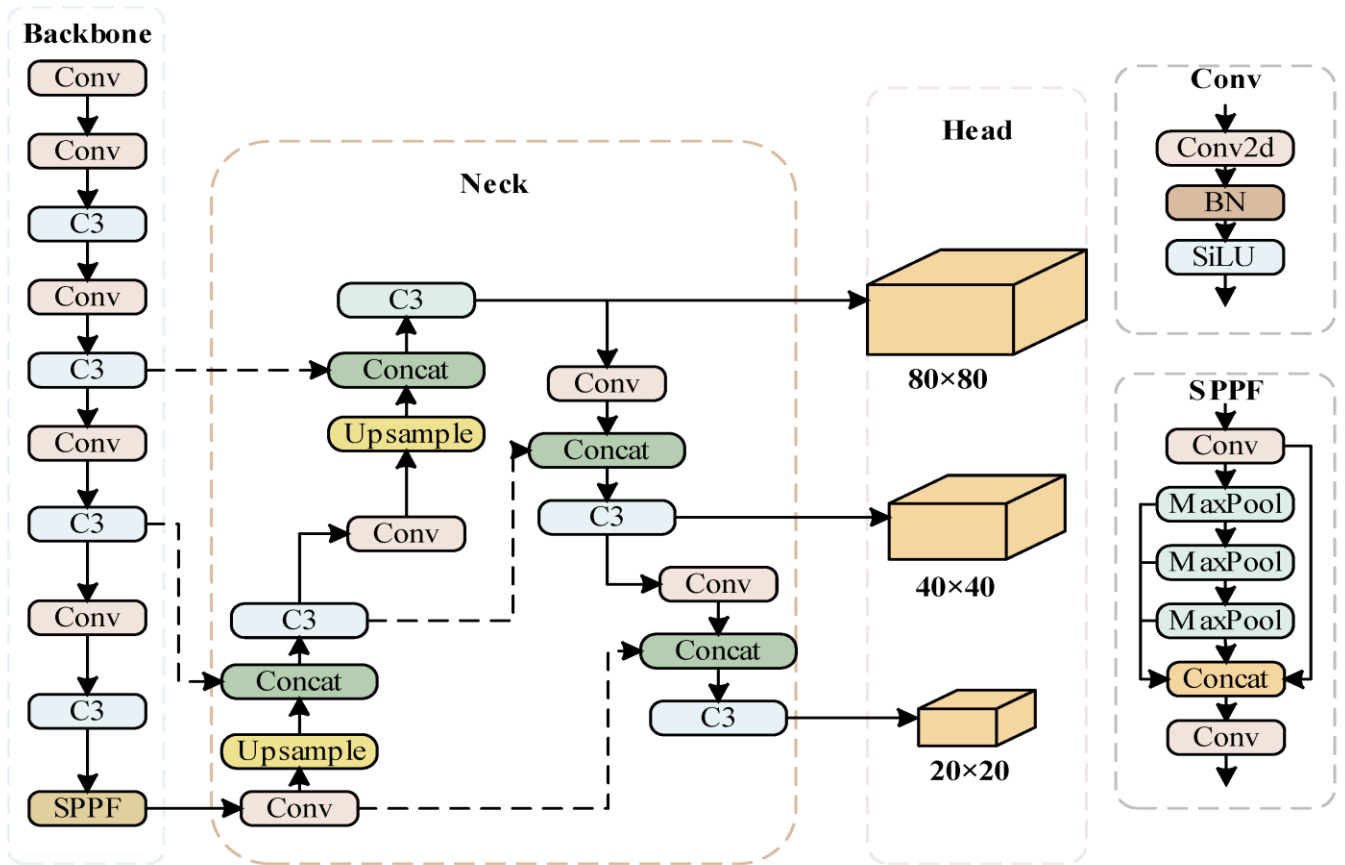 Backbone
Conv
Conv
C3
Conv
C3
Conv
C3
Conv
C3
SPPF
Neck
C3
Concat
Upsample
Conv
C3
Concat
Upsample
Conv
Conv
Concat
C3
Conv
Concat
C3
Head
80×80
40×40
20×20
Conv
Conv2d
BN
SiLU
SPPF
Conv
MaxPool
MaxPool
MaxPool
Concat
Conv